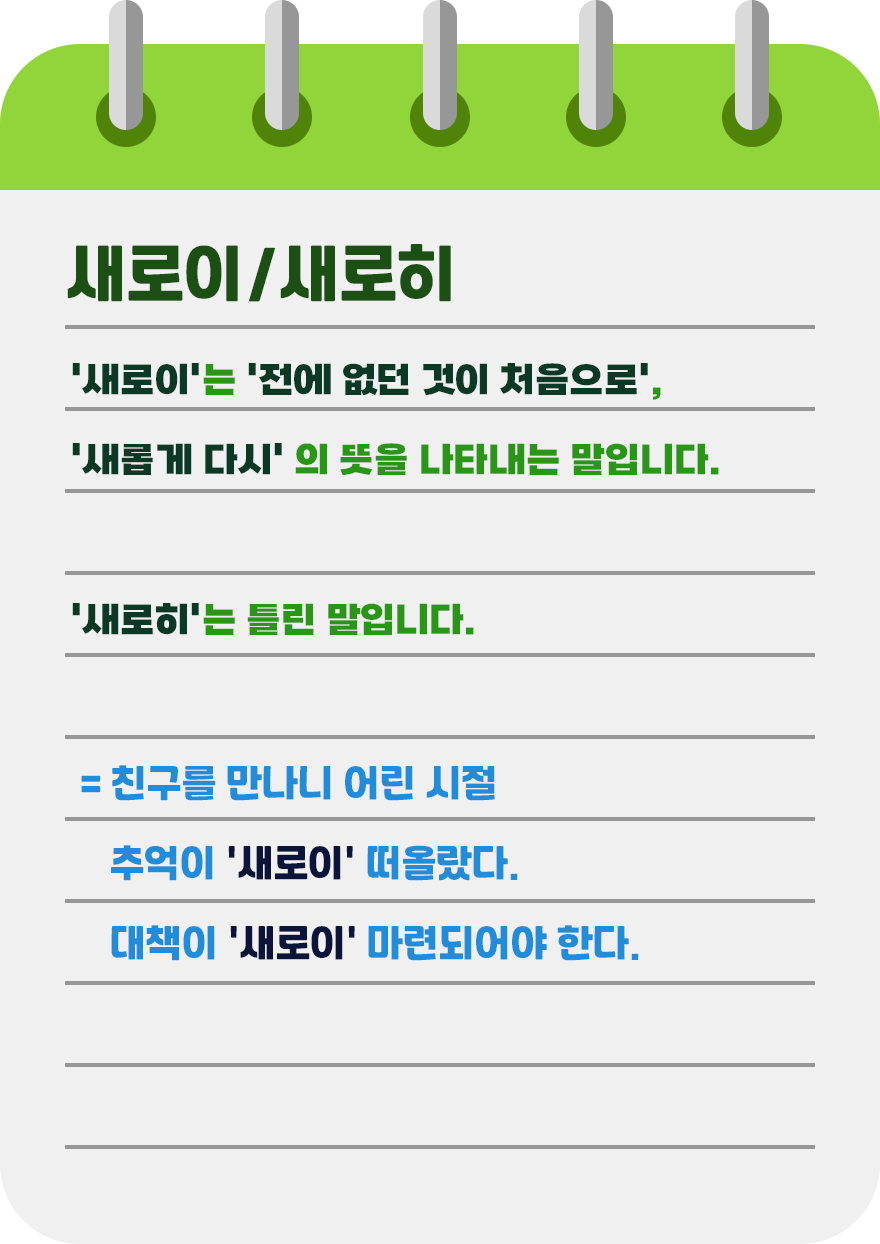 새로이/새로히
'새로이'는 '전에 없던 것이 처음으로',
'새롭게 다시' 의 뜻을 나타내는 말입니다.
'새로히'는 틀린 말입니다.
= 친구를 만나니 어린 시절
추억이 '새로이' 떠올랐다.
대책이 '새로이' 마련되어야 한다.